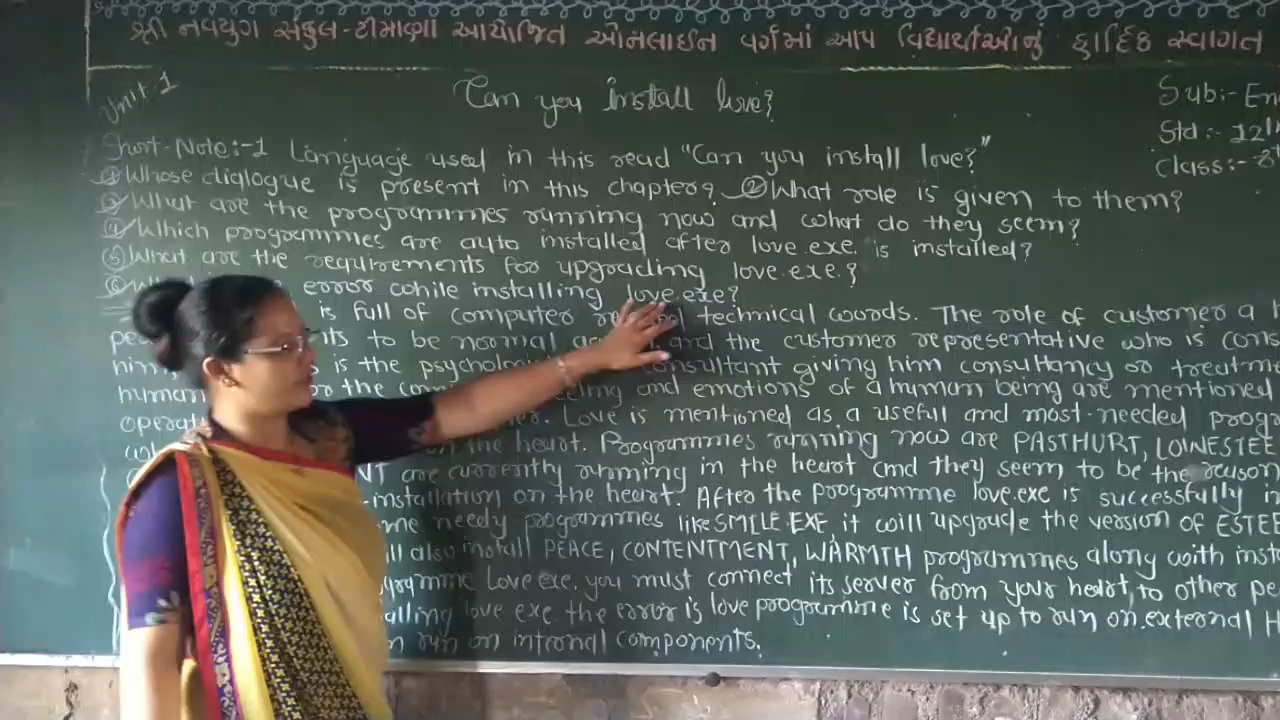 શ્રી નવયુગ સંકુલ-ટીમાણા આયોજિત ઓનલાઈન વર્ગમાં આપ વિદ્યાર્થીઓનું હાર્દિક સ્વાગત
Unit-1
Can you install love?
Sub:- En
Std:- 12th
Class:-
Short-Note:-1 Language used in this read "Can you install love?"
① Whose dialogue is present in this chapter? ② What role is given to them?
③ What are the programmes running now and what do they seem?
④ Which programmes are auto installed after love.exe is installed?
⑤ What are the requirements for upgrading love.exe?
⑥ error while installing love.exe?
is full of computer technical words. The role of customer a
to be normal and the customer representative who is cons
him, is the consultant giving him consultancy or treatme
human and emotions of a human being are mentioned
operat Love is mentioned as a useful and most-needed progr
the heart. Programmes running now are PASTHURT, LOWESTEE
NT are currently running in the heart and they seem to be the reason
-installation on the heart. After the programme love.exe is successfully in
needy programmes like SMILE.EXE, it will upgrade the version of ESTE
also install PEACE, CONTENTMENT, WARMTH programmes along with inst
Love exe, you must connect its server from your heart, to other pe
alling love exe the error is love programme is set up to run on external H
run on internal components.